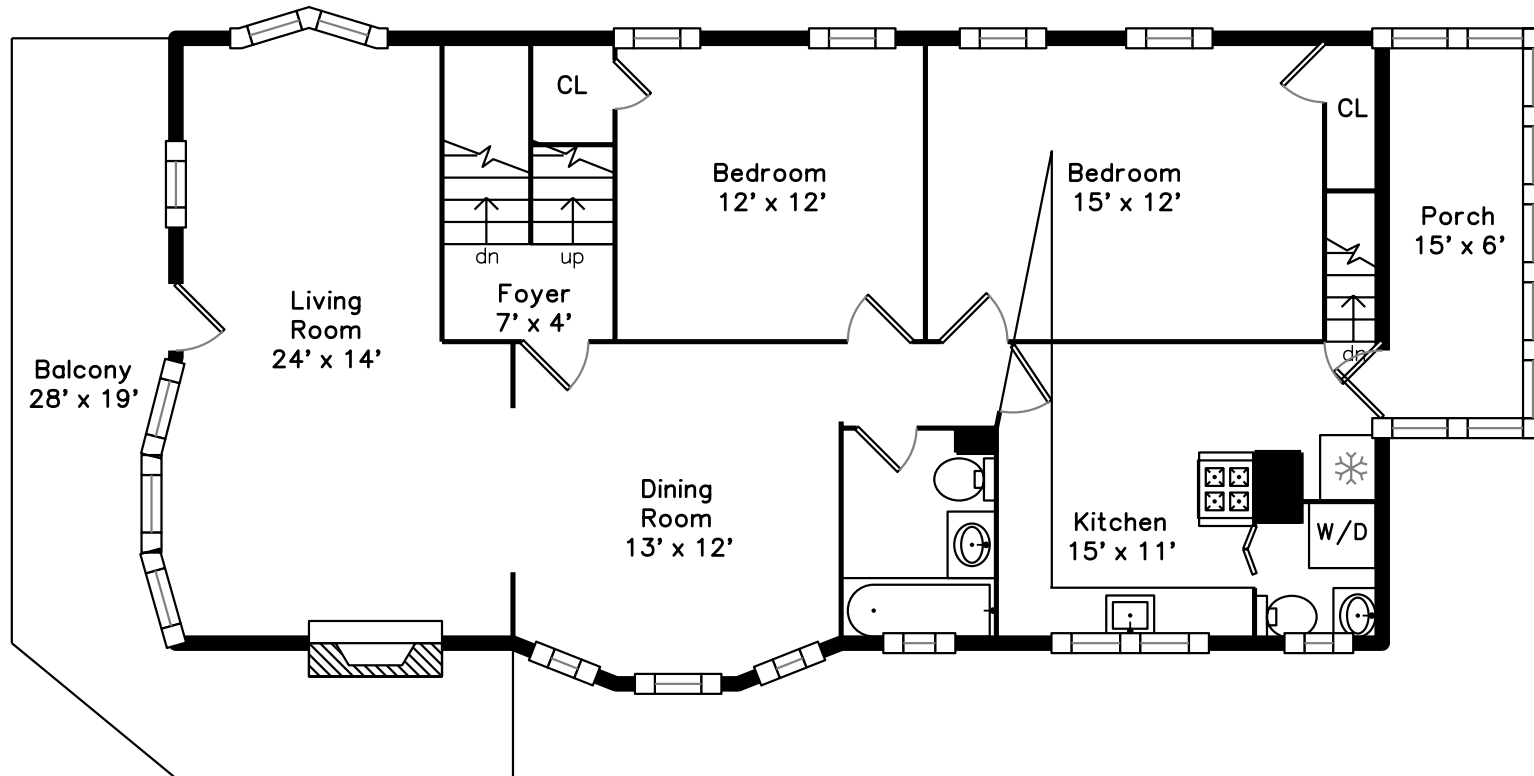 CL
CL
Bedroom
12' x 12'
Bedroom
15' x 12'
Porch
15' x 6'
dn
up
Foyer
7' x 4'
Living
Room
24' x 14'
dn
Balcony
28' x 19'
Dining
Room
13' x 12'
Kitchen
15' x 11'
W/D